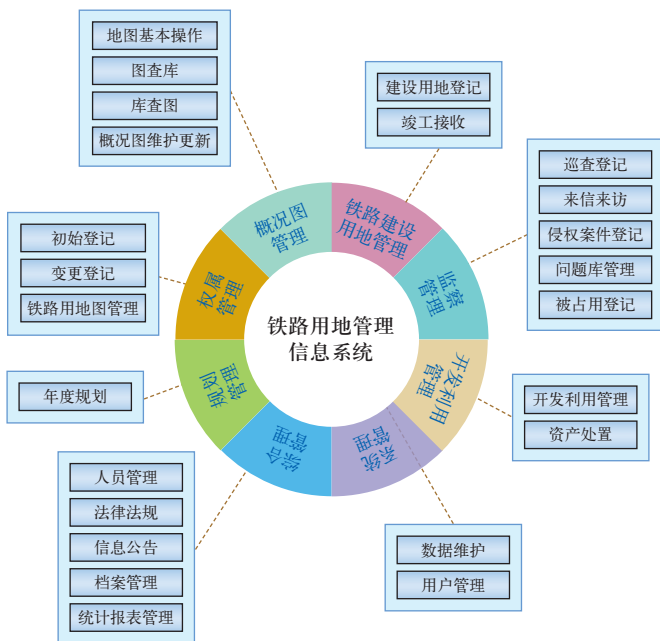 地图基本操作
图查库
库查图
概况图维护更新
建设用地登记
竣工接收
巡查登记
来信来访
侵权案件登记
问题库管理
被占用登记
初始登记
变更登记
铁路用地图管理
概况图
管理
铁路建设
用地管理
监察
管理
权属
管理
铁路用地管理
信息系统
规划
管理
开发利用
管理
综合
管理
系统
管理
年度规划
开发利用管理
资产处置
人员管理
法律法规
信息公告
档案管理
统计报表管理
数据维护
用户管理